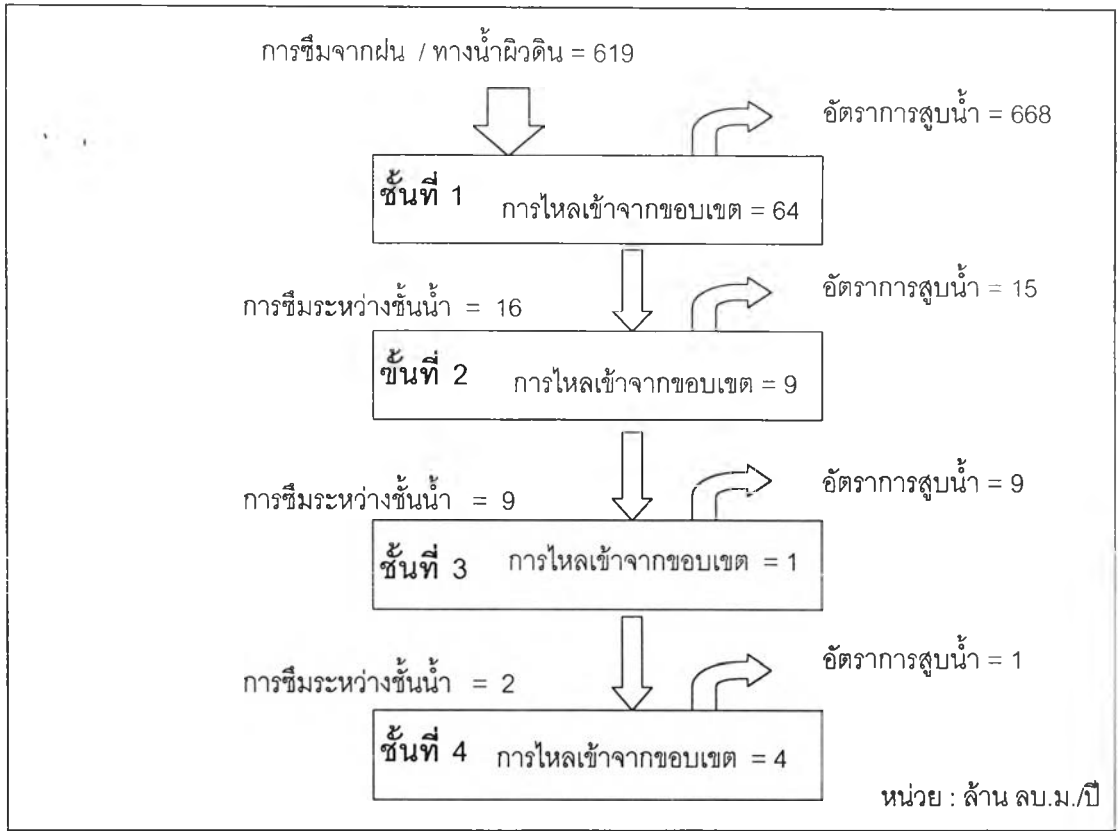 การซึมจากฝน / ทางน้ำผิวดิน = 619
อัตราการสูบน้ำ = 668
ชั้นที่ 1 การไหลเข้าจากขอบเขต = 64
การซึมระหว่างชั้นน้ำ = 16
อัตราการสูบน้ำ = 15
ชั้นที่ 2 การไหลเข้าจากขอบเขต = 9
การซึมระหว่างชั้นน้ำ = 9
อัตราการสูบน้ำ = 9
ชั้นที่ 3 การไหลเข้าจากขอบเขต = 1
การซึมระหว่างชั้นน้ำ = 2
อัตราการสูบน้ำ = 1
ชั้นที่ 4 การไหลเข้าจากขอบเขต = 4
หน่วย : ล้าน ลบ.ม./ปี